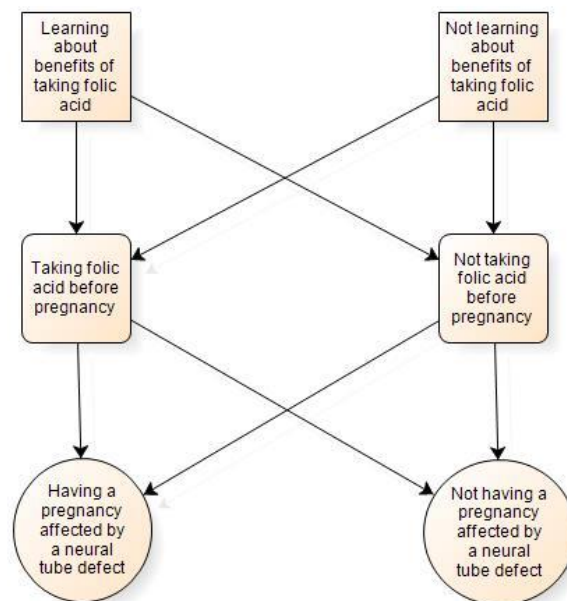 Learning
about
benefits of
taking folic
acid
Not learning
about
benefits of
taking folic
acid
Taking folic
acid before
pregnancy
Not taking
folic acid
before
pregnancy
Having a
pregnancy
affected by
a neural
tube defect
Not having a
pregnancy
affected by
a neural
tube defect